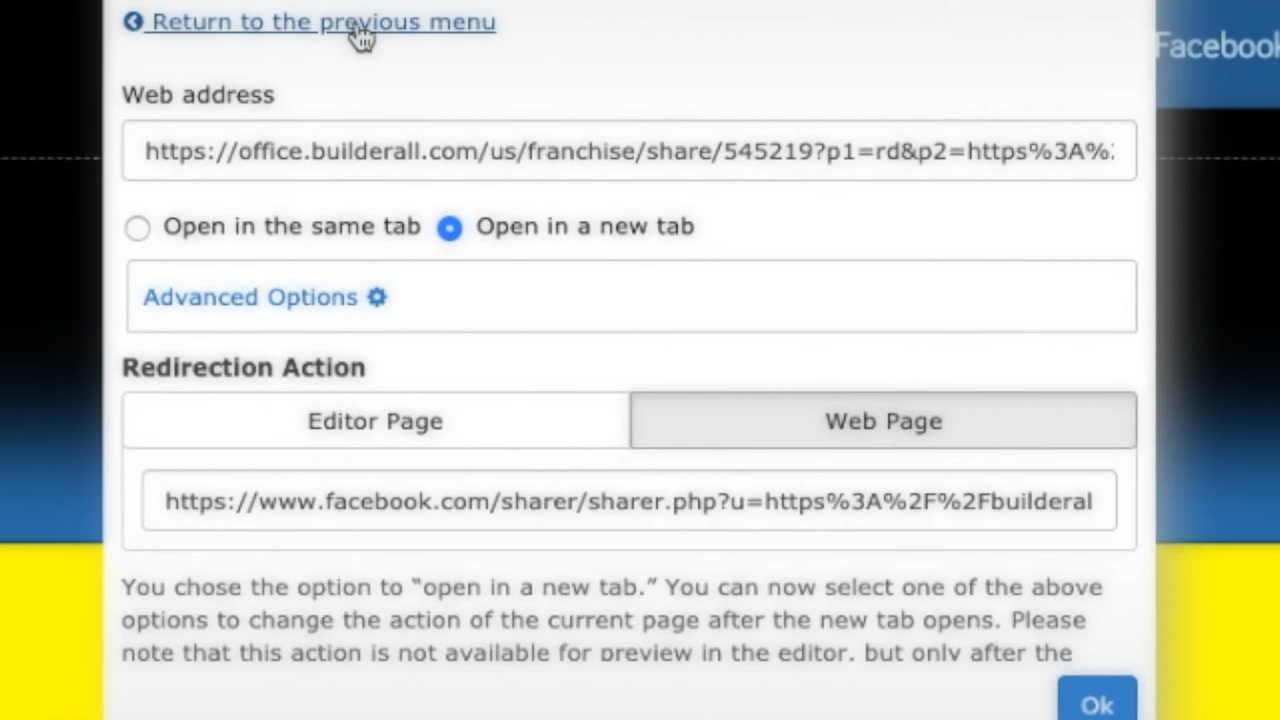 Return to the previous menu
Facebook
Web address
https://office.builderall.com/us/franchise/share/545219?p1=rd&p2=https%3A%
Open in the same tab Open in a new tab
Advanced Options
Redirection Action
Editor Page Web Page
https://www.facebook.com/sharer/sharer.php?u=https%3A%2F%2Fbuilderal
You chose the option to “open in a new tab.” You can now select one of the above
options to change the action of the current page after the new tab opens. Please
note that this action is not available for preview in the editor, but only after the
Ok